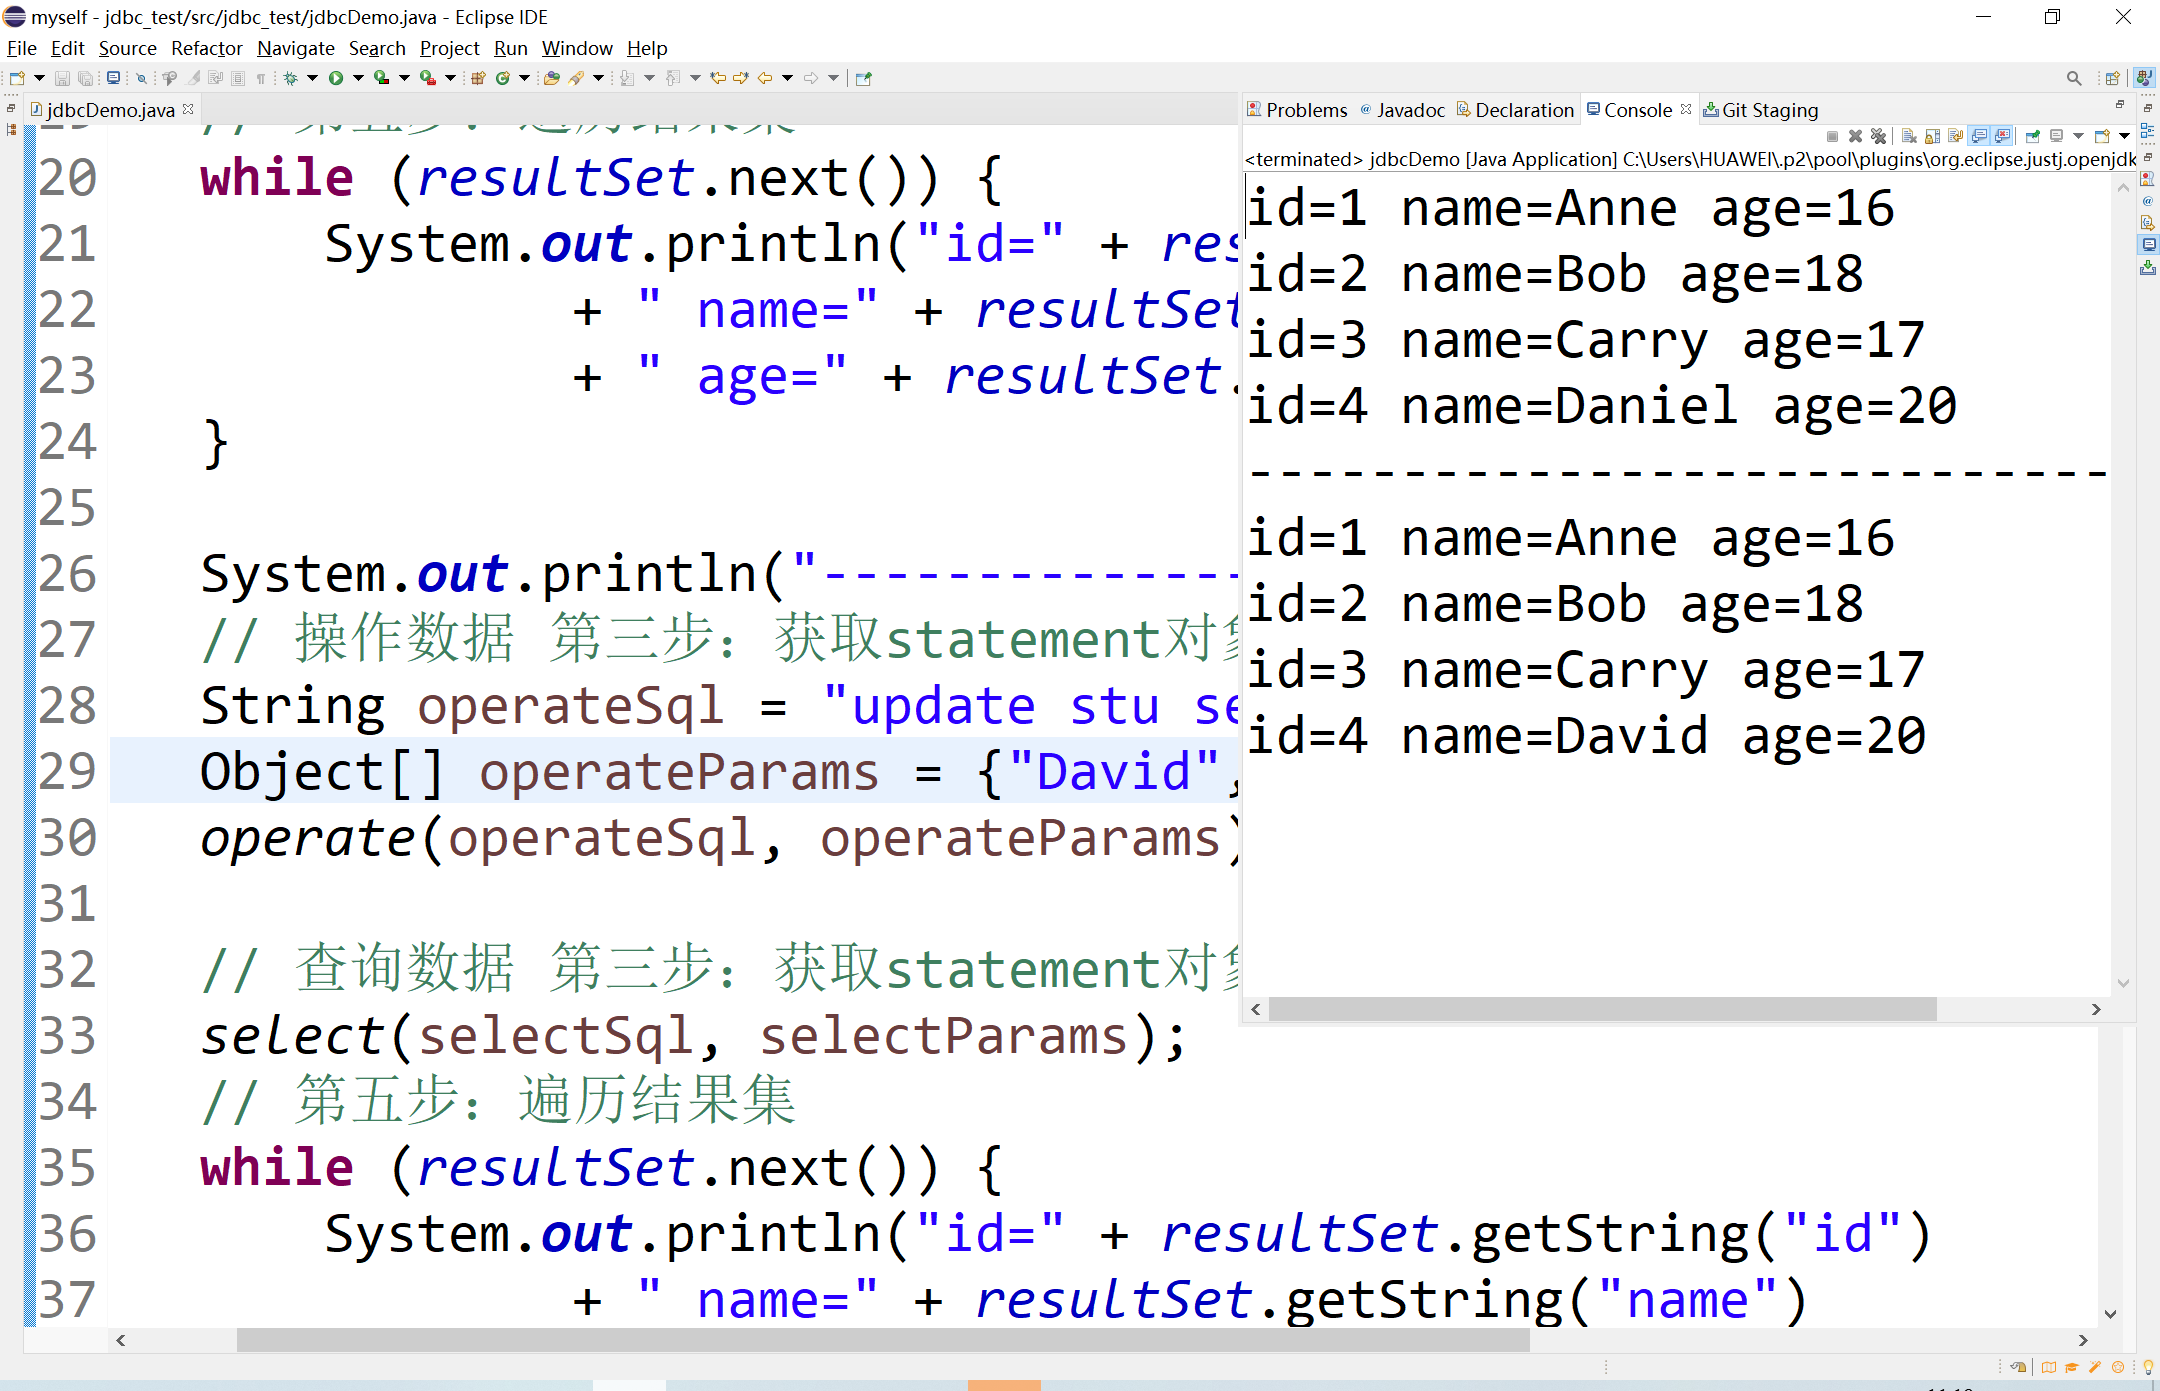 myself - jdbc_test/src/jdbc_test/jdbcDemo.java - Eclipse IDE
File Edit Source Refactor Navigate Search Project Run Window Help
jdbcDemo.java
20 while (resultSet.next()) {
21 System.out.println("id=" + res
22 + " name=" + resultSet
23 + " age=" + resultSet.
24 }
25
26 System.out.println("--------------
27 // 操作数据 第三步：获取statement对象
28 String operateSql = "update stu se
29 Object[] operateParams = {"David",
30 operate(operateSql, operateParams)
31
32 // 查询数据 第三步：获取statement对象
33 select(selectSql, selectParams);
34 // 第五步：遍历结果集
35 while (resultSet.next()) {
36 System.out.println("id=" + resultSet.getString("id")
37 + " name=" + resultSet.getString("name")
Problems Javadoc Declaration Console Git Staging
<terminated> jdbcDemo [Java Application] C:\Users\HUAWEI\.p2\pool\plugins\org.eclipse.justj.openjdk
id=1 name=Anne age=16
id=2 name=Bob age=18
id=3 name=Carry age=17
id=4 name=Daniel age=20
----------------------------
id=1 name=Anne age=16
id=2 name=Bob age=18
id=3 name=Carry age=17
id=4 name=David age=20